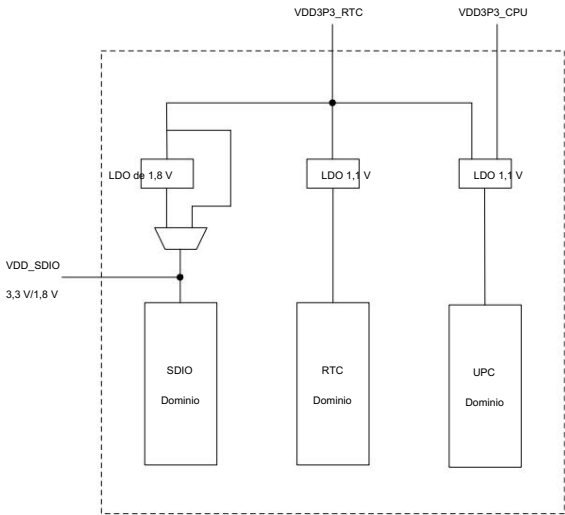 VDD3P3_RTC
VDD3P3_CPU
LDO de 1,8 V
LDO 1,1 V
LDO 1,1 V
VDD_SDIO
3,3 V/1,8 V
SDIO
Dominio
RTC
Dominio
UPC
Dominio